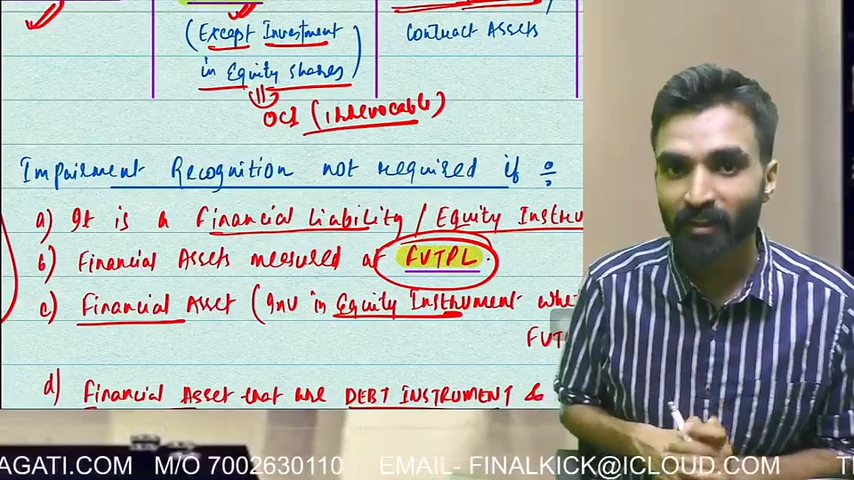 (Except Investment
in Equity shares)
OCI (irrevocable)
Contract Assets
Impairment Recognition not required if :
a) It is a Financial Liability / Equity Instru
b) Financial Assets measured at FVTPL
c) Financial Asset (Inv in Equity Instrument whe
FVT
d) Financial Asset that are DEBT INSTRUMENT &
AGATI.COM M/O 7002630110 EMAIL- FINALKICK@ICLOUD.COM